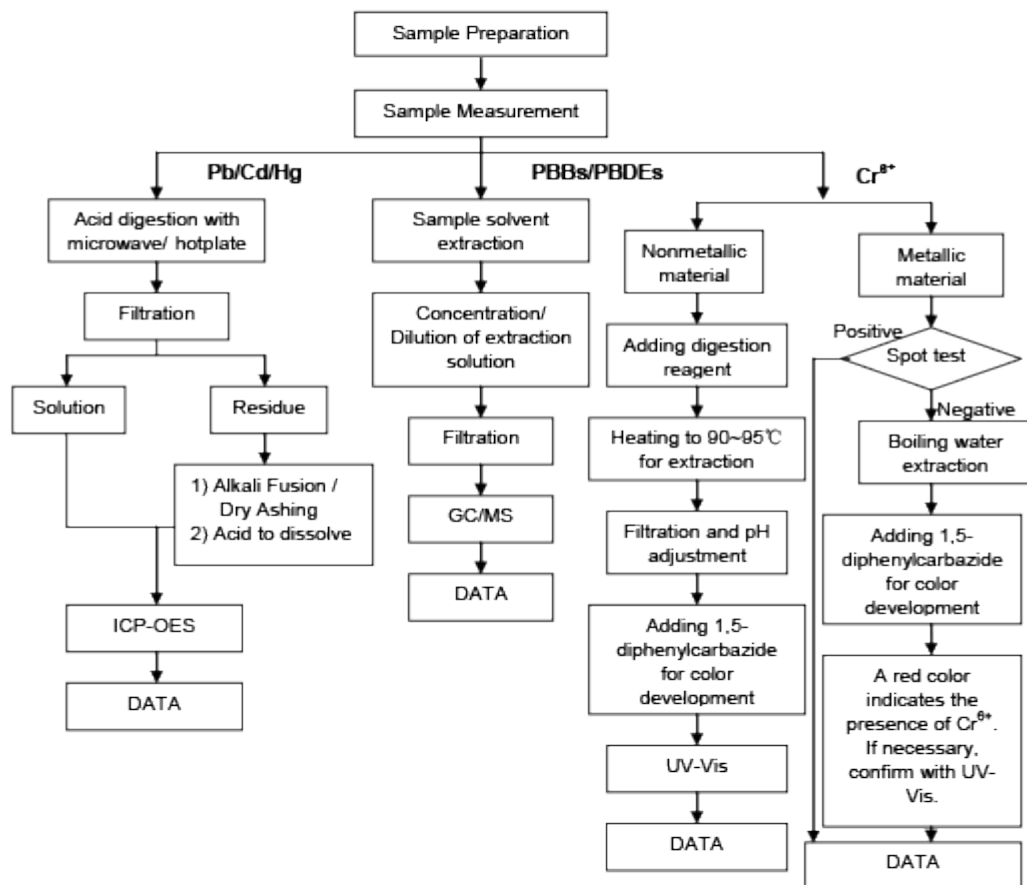 Sample Preparation
Sample Measurement
Pb/Cd/Hg
PBBs/PBDEs
Cr⁶⁺
Acid digestion with
microwave/ hotplate
Filtration
Solution
Residue
1) Alkali Fusion /
Dry Ashing
2) Acid to dissolve
ICP-OES
DATA
Sample solvent
extraction
Concentration/
Dilution of extraction
solution
Filtration
GC/MS
DATA
Nonmetallic
material
Adding digestion
reagent
Heating to 90~95℃
for extraction
Filtration and pH
adjustment
Adding 1,5-
diphenylcarbazide
for color
development
UV-Vis
DATA
Metallic
material
Positive
Spot test
Negative
Boiling water
extraction
Adding 1,5-
diphenylcarbazide
for color
development
A red color
indicates the
presence of Cr⁶⁺.
If necessary,
confirm with UV-
Vis.
DATA